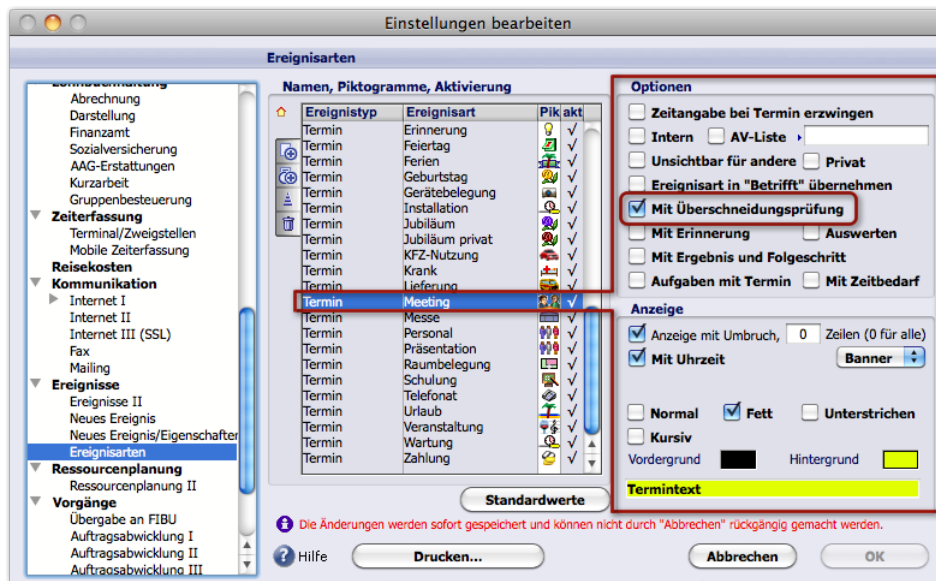 Einstellungen bearbeiten
Ereignisarten
Lohnbuchhaltung
Abrechnung
Darstellung
Finanzamt
Sozialversicherung
AAG-Erstattungen
Kurzarbeit
Gruppenbesteuerung
Zeiterfassung
Terminal/Zweigstellen
Mobile Zeiterfassung
Reisekosten
Kommunikation
Internet I
Internet II
Internet III (SSL)
Fax
Mailing
Ereignisse
Ereignisse II
Neues Ereignis
Neues Ereignis/Eigenschafter
Ereignisarten
Ressourcenplanung
Ressourcenplanung II
Vorgänge
Übergabe an FIBU
Auftragsabwicklung I
Auftragsabwicklung II
Auftragsabwicklung III
Namen, Piktogramme, Aktivierung
Ereignistyp Ereignisart Pik akt
Termin Erinnerung √
Termin Feiertag √
Termin Ferien √
Termin Geburtstag √
Termin Gerätebelegung √
Termin Installation √
Termin Jubiläum √
Termin Jubiläum privat √
Termin KFZ-Nutzung √
Termin Krank √
Termin Lieferung √
Termin Meeting √
Termin Messe √
Termin Personal √
Termin Präsentation √
Termin Raumbelegung √
Termin Schulung √
Termin Telefonat √
Termin Urlaub √
Termin Veranstaltung √
Termin Wartung √
Termin Zahlung √
Standardwerte
Optionen
Zeitangabe bei Termin erzwingen
Intern AV-Liste
Unsichtbar für andere Privat
Ereignisart in "Betrifft" übernehmen
Mit Überschneidungsprüfung
Mit Erinnerung Auswerten
Mit Ergebnis und Folgeschritt
Aufgaben mit Termin Mit Zeitbedarf
Anzeige
Anzeige mit Umbruch, 0 Zeilen (0 für alle)
Mit Uhrzeit Banner
Normal Fett Unterstrichen
Kursiv
Vordergrund Hintergrund
Termintext
Die Änderungen werden sofort gespeichert und können nicht durch "Abbrechen" rückgängig gemacht werden.
? Hilfe Drucken... Abbrechen OK